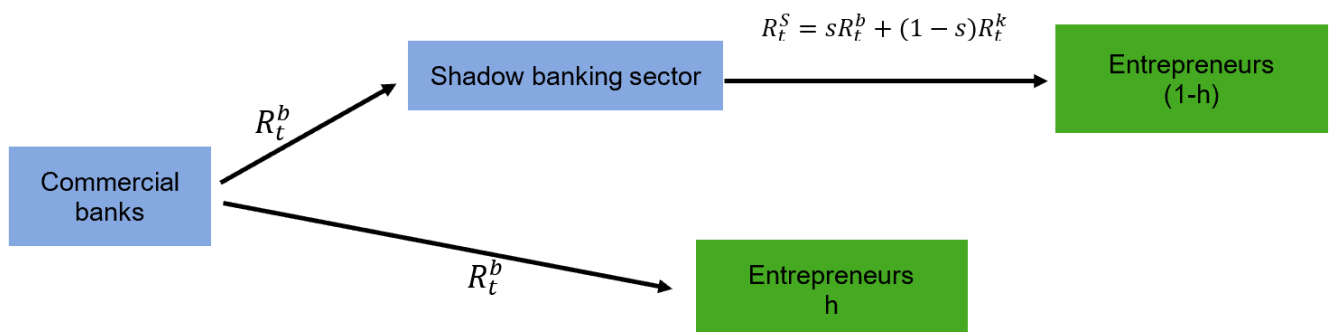 R_t^S = sR_t^b + (1 − s)R_t^k
Shadow banking sector
Entrepreneurs
(1-h)
R_t^b
Commercial
banks
R_t^b
Entrepreneurs
h